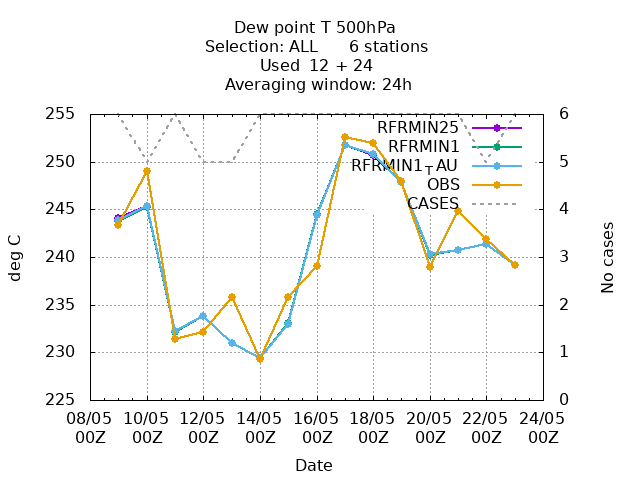 Dew point T 500hPa
Selection: ALL      6 stations
Used  12 + 24
Averaging window: 24h
255
250
245
240
235
230
225
deg C
6
5
4
3
2
1
0
No cases
RFRMIN25
RFRMIN1
RFRMIN1TAU
OBS
CASES
08/05 10/05 12/05 14/05 16/05 18/05 20/05 22/05 24/05
00Z 00Z 00Z 00Z 00Z 00Z 00Z 00Z 00Z
Date